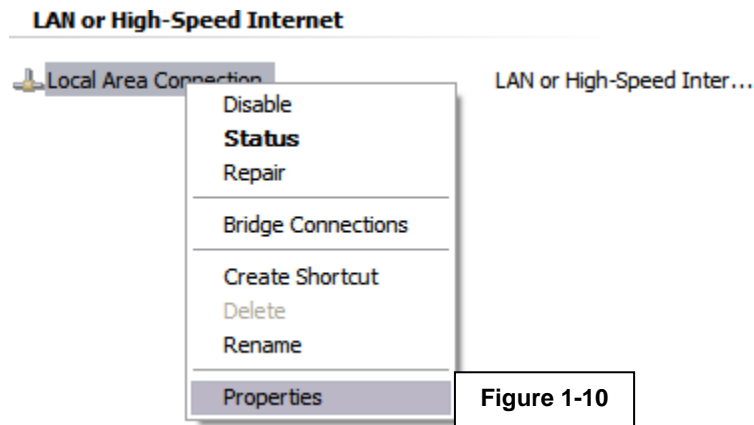 LAN or High-Speed Internet
Local Area Connection
LAN or High-Speed Inter...
Disable
Status
Repair
Bridge Connections
Create Shortcut
Delete
Rename
Properties
Figure 1-10